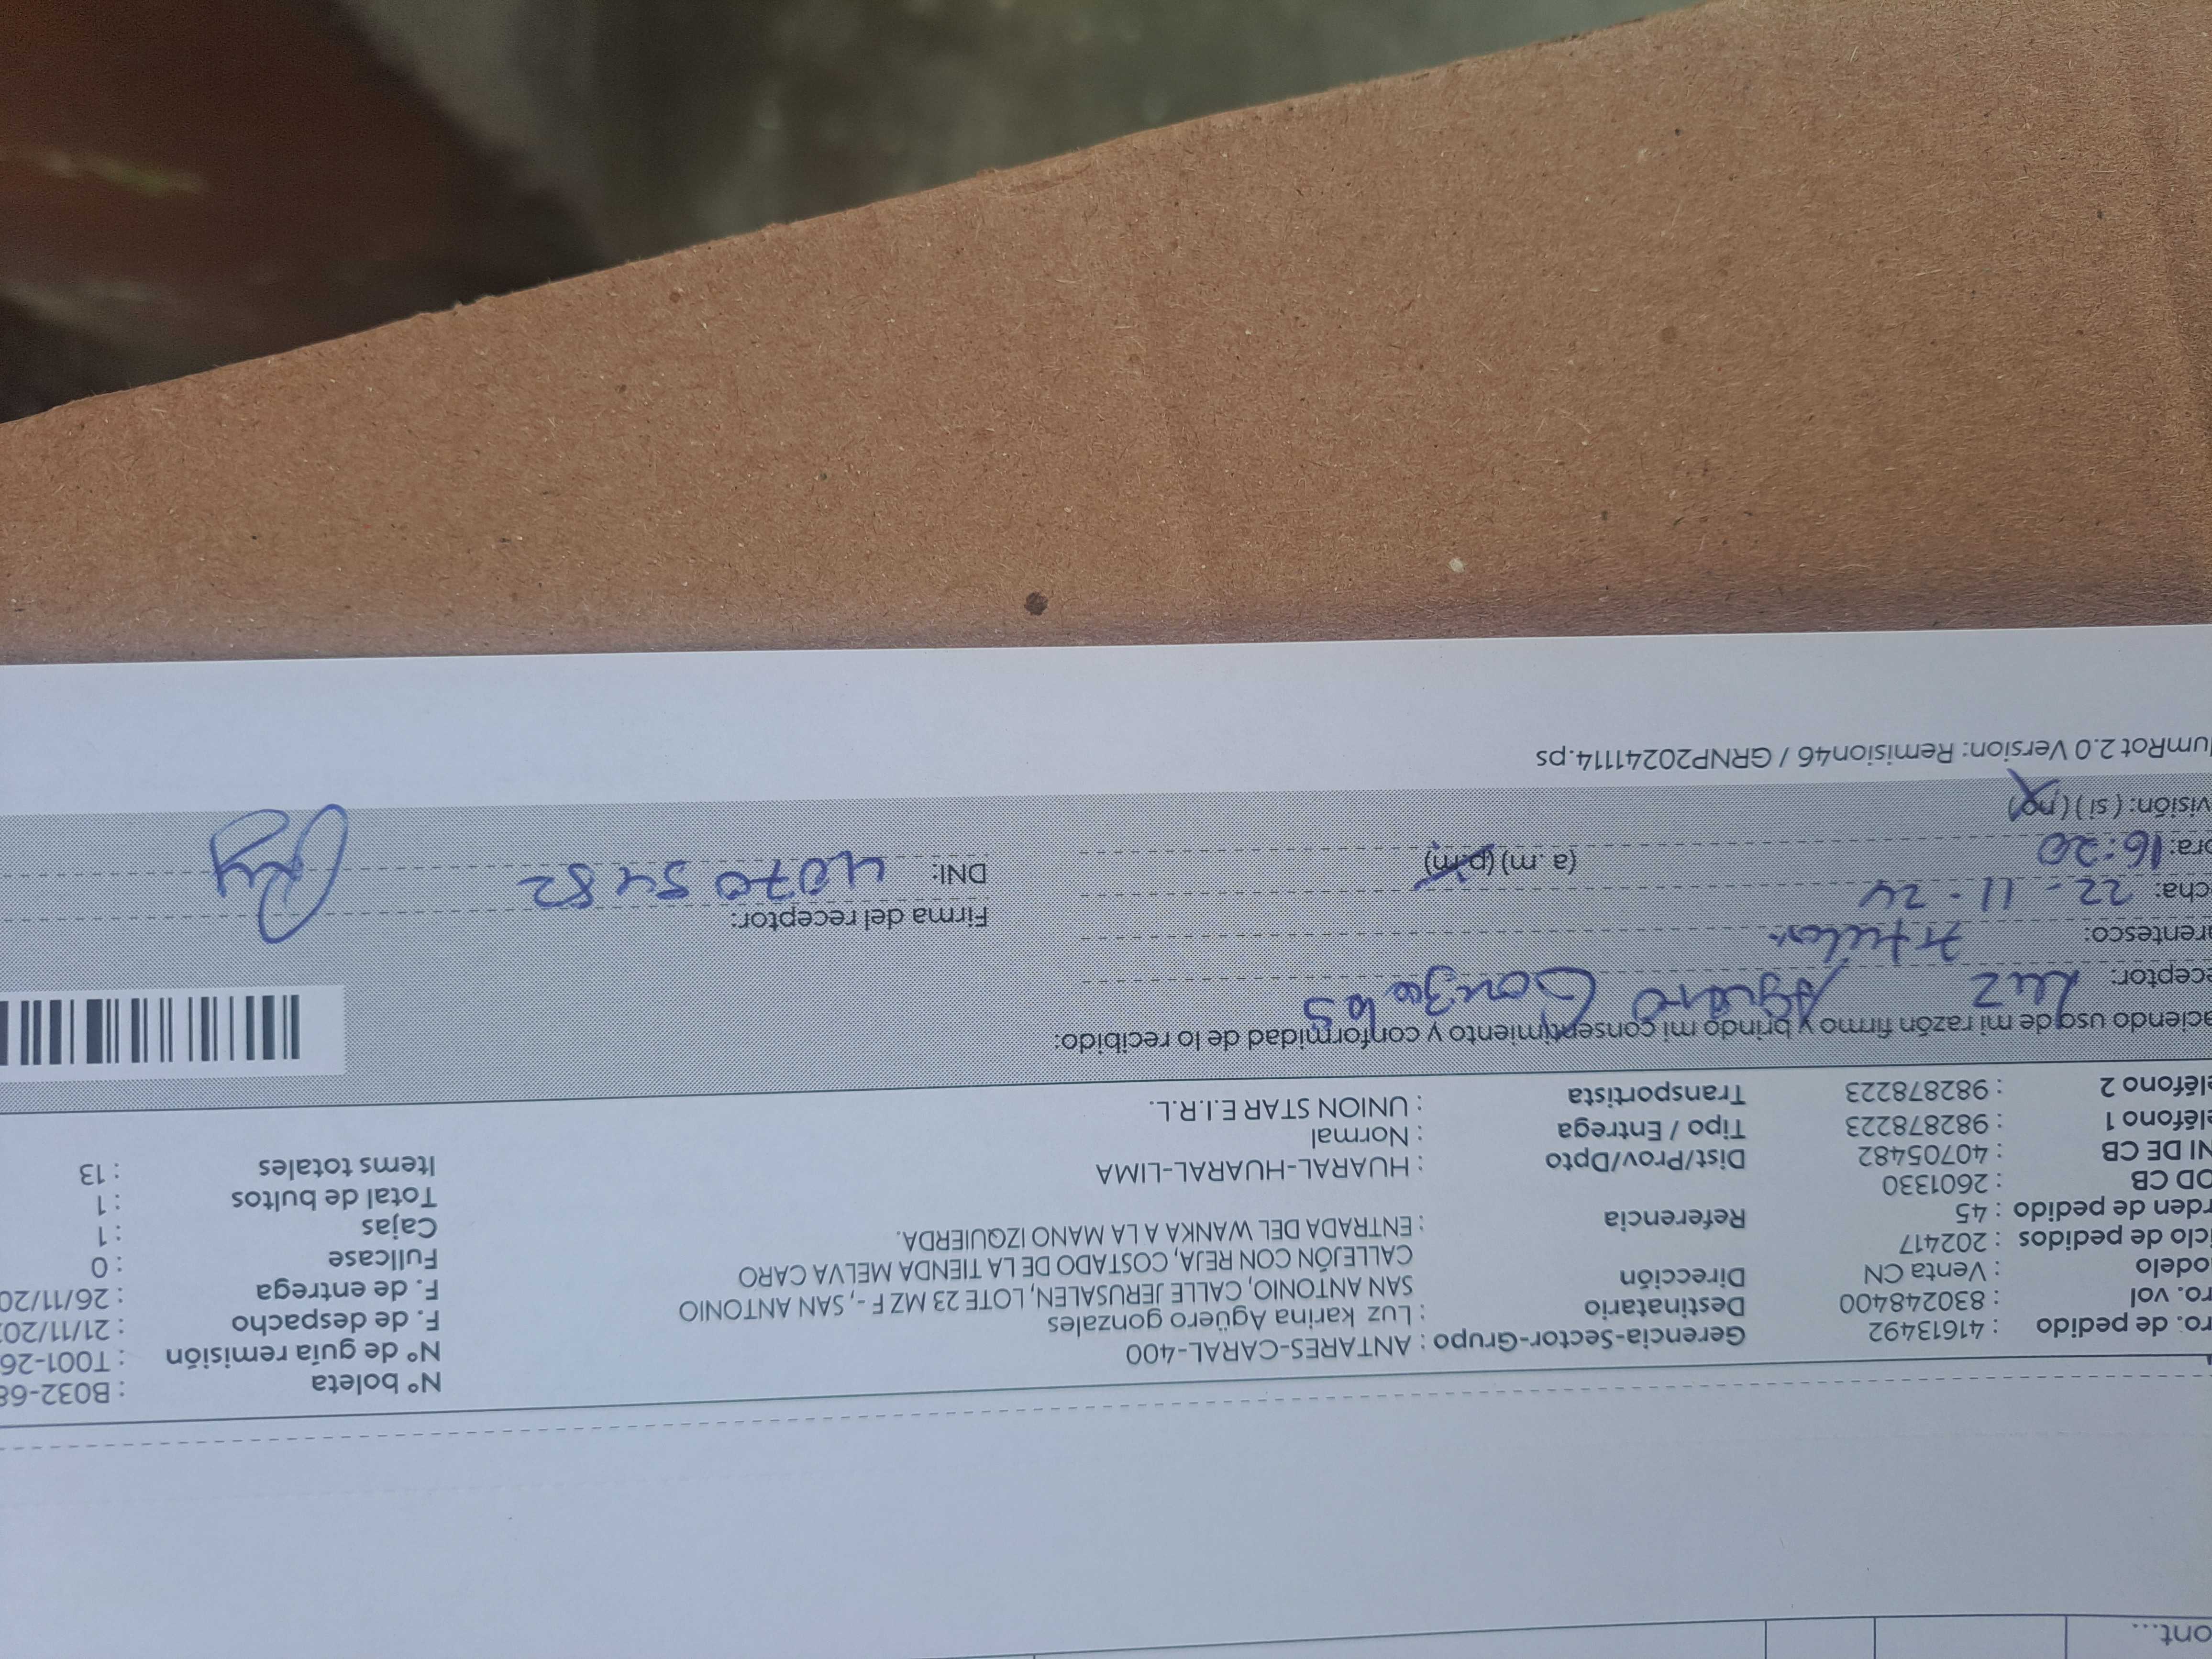 ont...
ro. de pedido : 41613492 Gerencia-Sector-Grupo : ANTARES-CARAL-400 Nº boleta : B032-68
ro. vol : 830248400 Destinatario : Luz karina Agüero gonzales Nº de guía remisión : T001-26
odelo : Venta CN Dirección SAN ANTONIO, CALLE JERUSALEN, LOTE 23 MZ F -, SAN ANTONIO F. de despacho : 21/11/202
iclo de pedidos : 202417 CALLEJÓN CON REJA, COSTADO DE LA TIENDA MELVA CARO F. de entrega : 26/11/20
rden de pedido : 45 Referencia : ENTRADA DEL WANKA A LA MANO IZQUIERDA. Fullcase : 0
OD CB : 2601330 Cajas : 1
NI DE CB : 40705482 Dist/Prov/Dpto : HUARAL-HUARAL-LIMA Total de bultos : 1
eléfono 1 : 982878223 Tipo / Entrega : Normal Items totales : 13
eléfono 2 : 982878223 Transportista : UNION STAR E.I.R.L.
aciendo uso de mi razón firmo y brindo mi consentimiento y conformidad de lo recibido:
ceptor: Luz Aguero Gonzales
arentesco: titular
cha: 22 - 11 - 24 Firma del receptor:
ora: 16:20 (a.m) (p.m) DNI: 40705482
visión: ( si ) ( no )
umRot 2.0 Version: Remision46 / GRNP20241114.ps